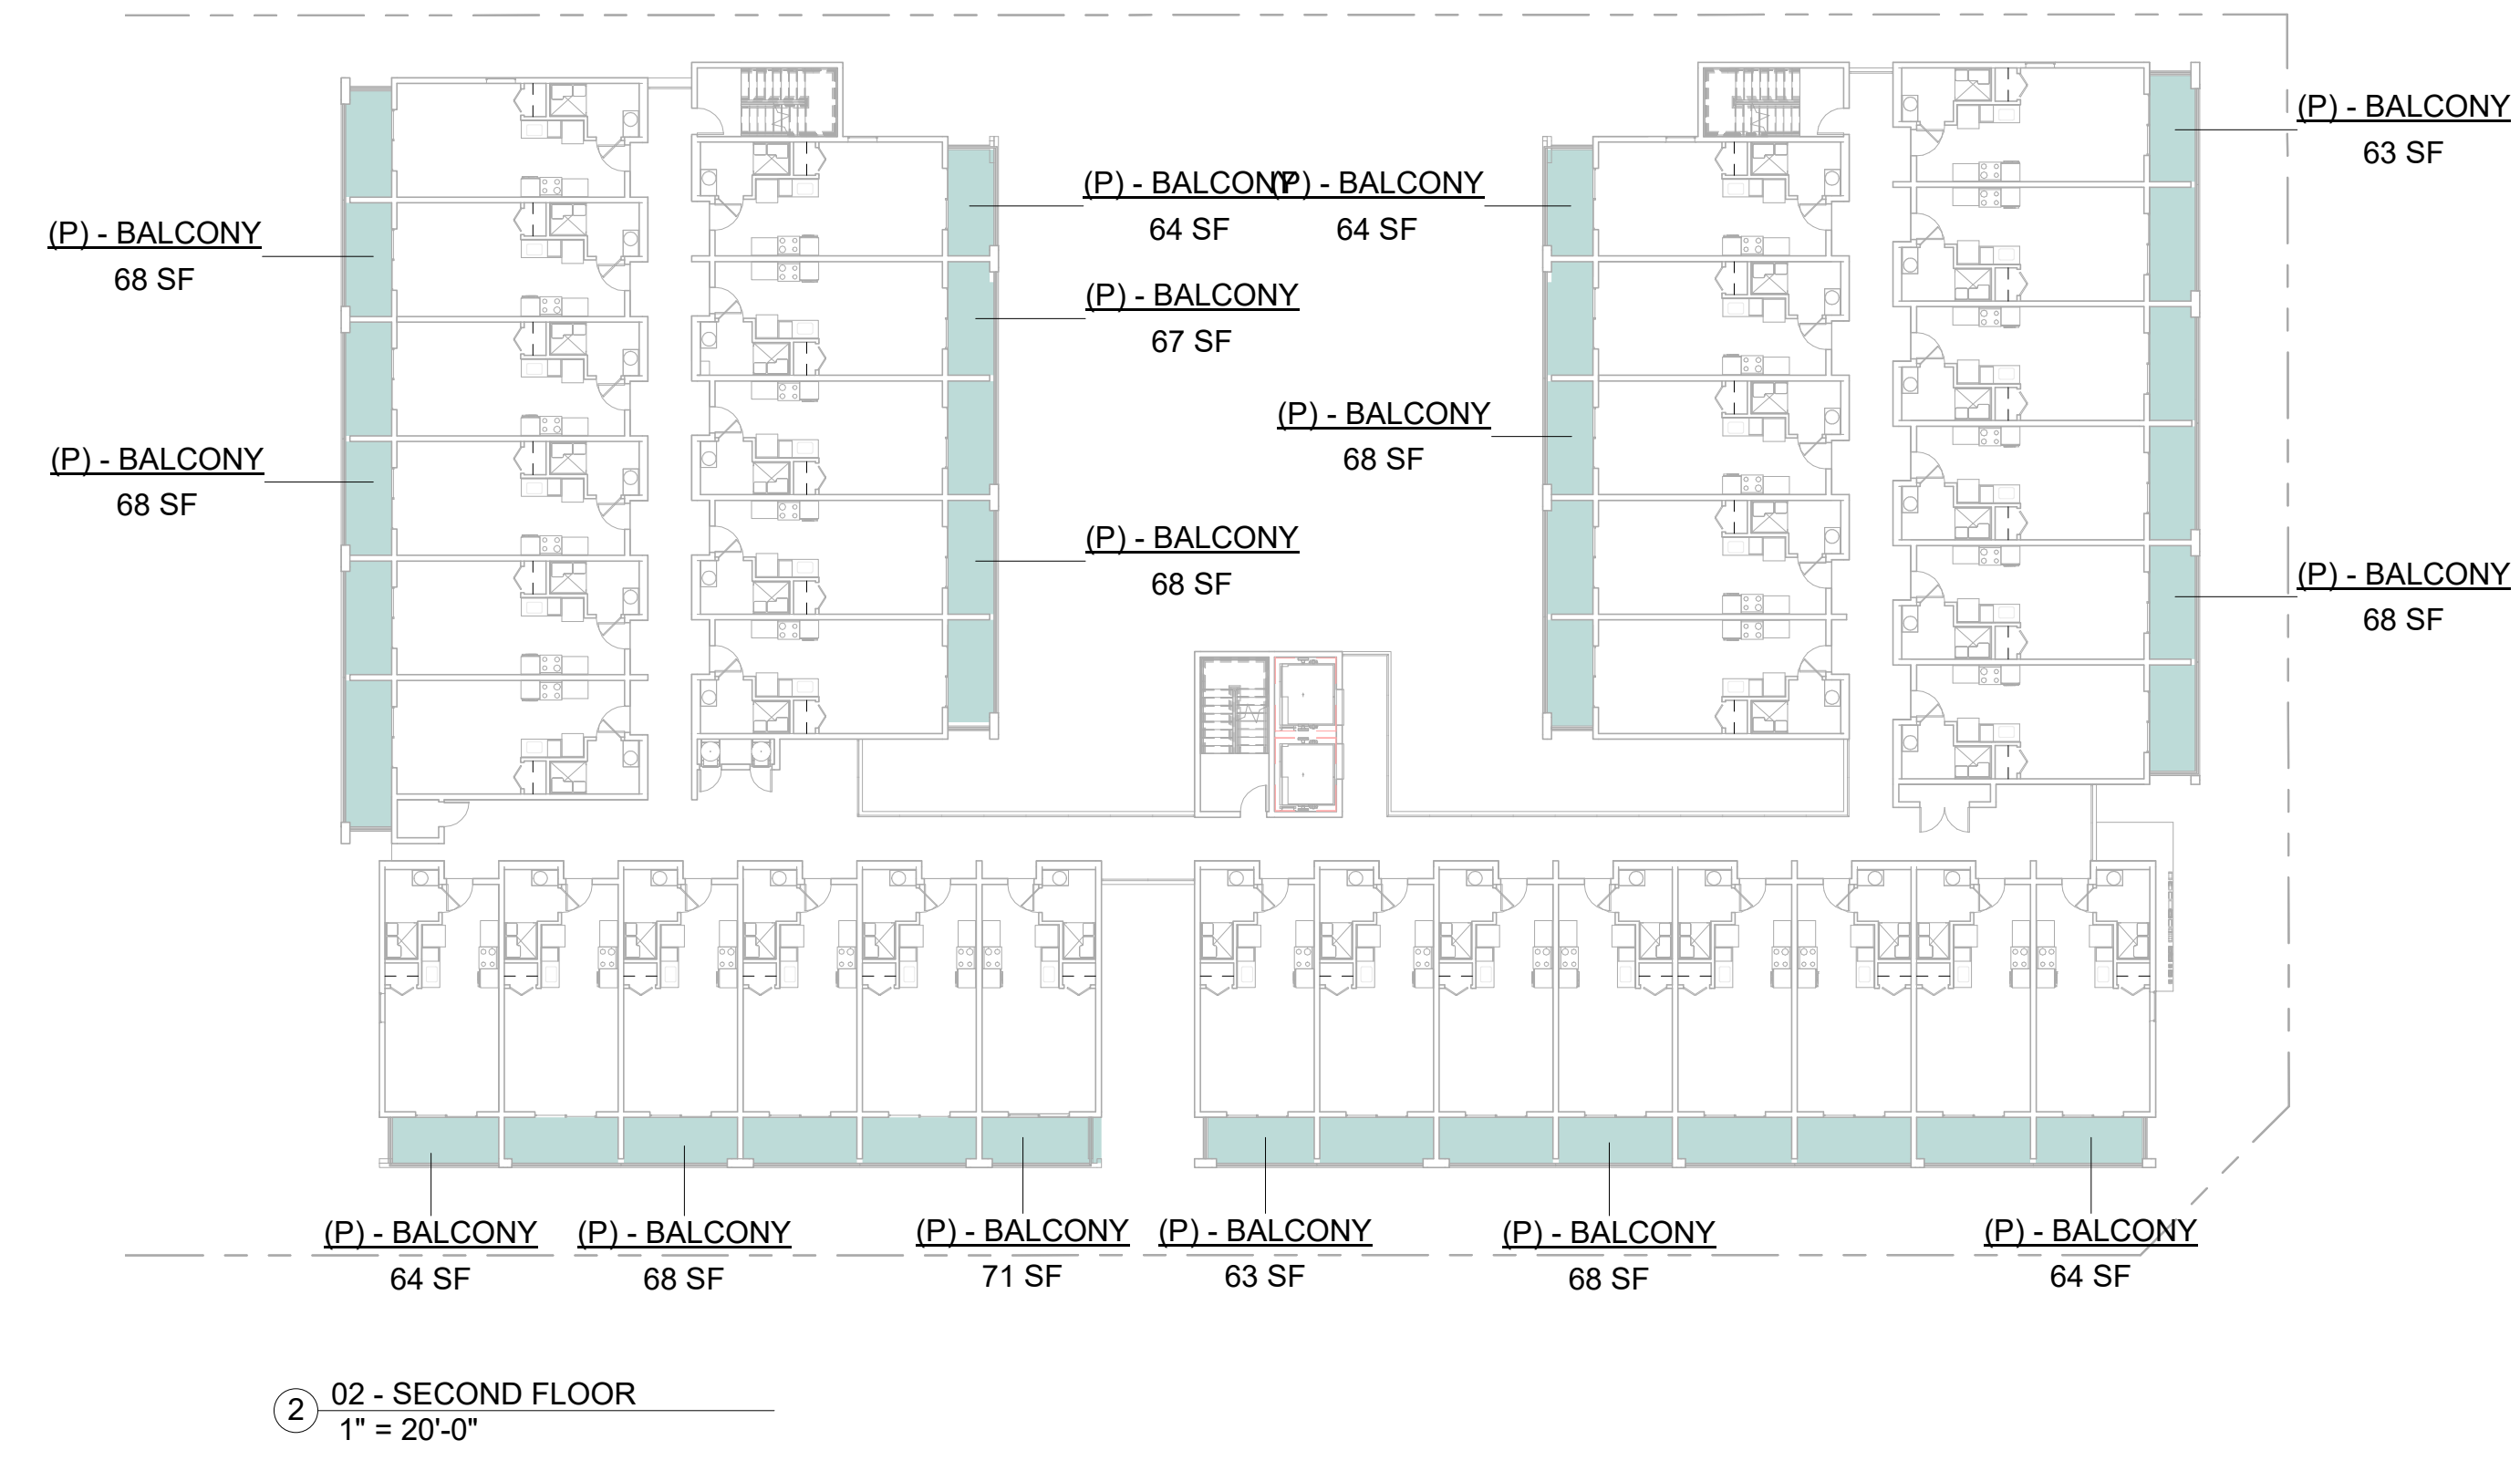 (P) - BALCONY
63 SF
(P) - BALCONY
64 SF
(P) - BALCONY
64 SF
(P) - BALCONY
68 SF
(P) - BALCONY
67 SF
(P) - BALCONY
68 SF
(P) - BALCONY
68 SF
(P) - BALCONY
68 SF
(P) - BALCONY
68 SF
(P) - BALCONY
64 SF
(P) - BALCONY
68 SF
(P) - BALCONY
71 SF
(P) - BALCONY
63 SF
(P) - BALCONY
68 SF
(P) - BALCONY
64 SF
2
02 - SECOND FLOOR
1" = 20'-0"